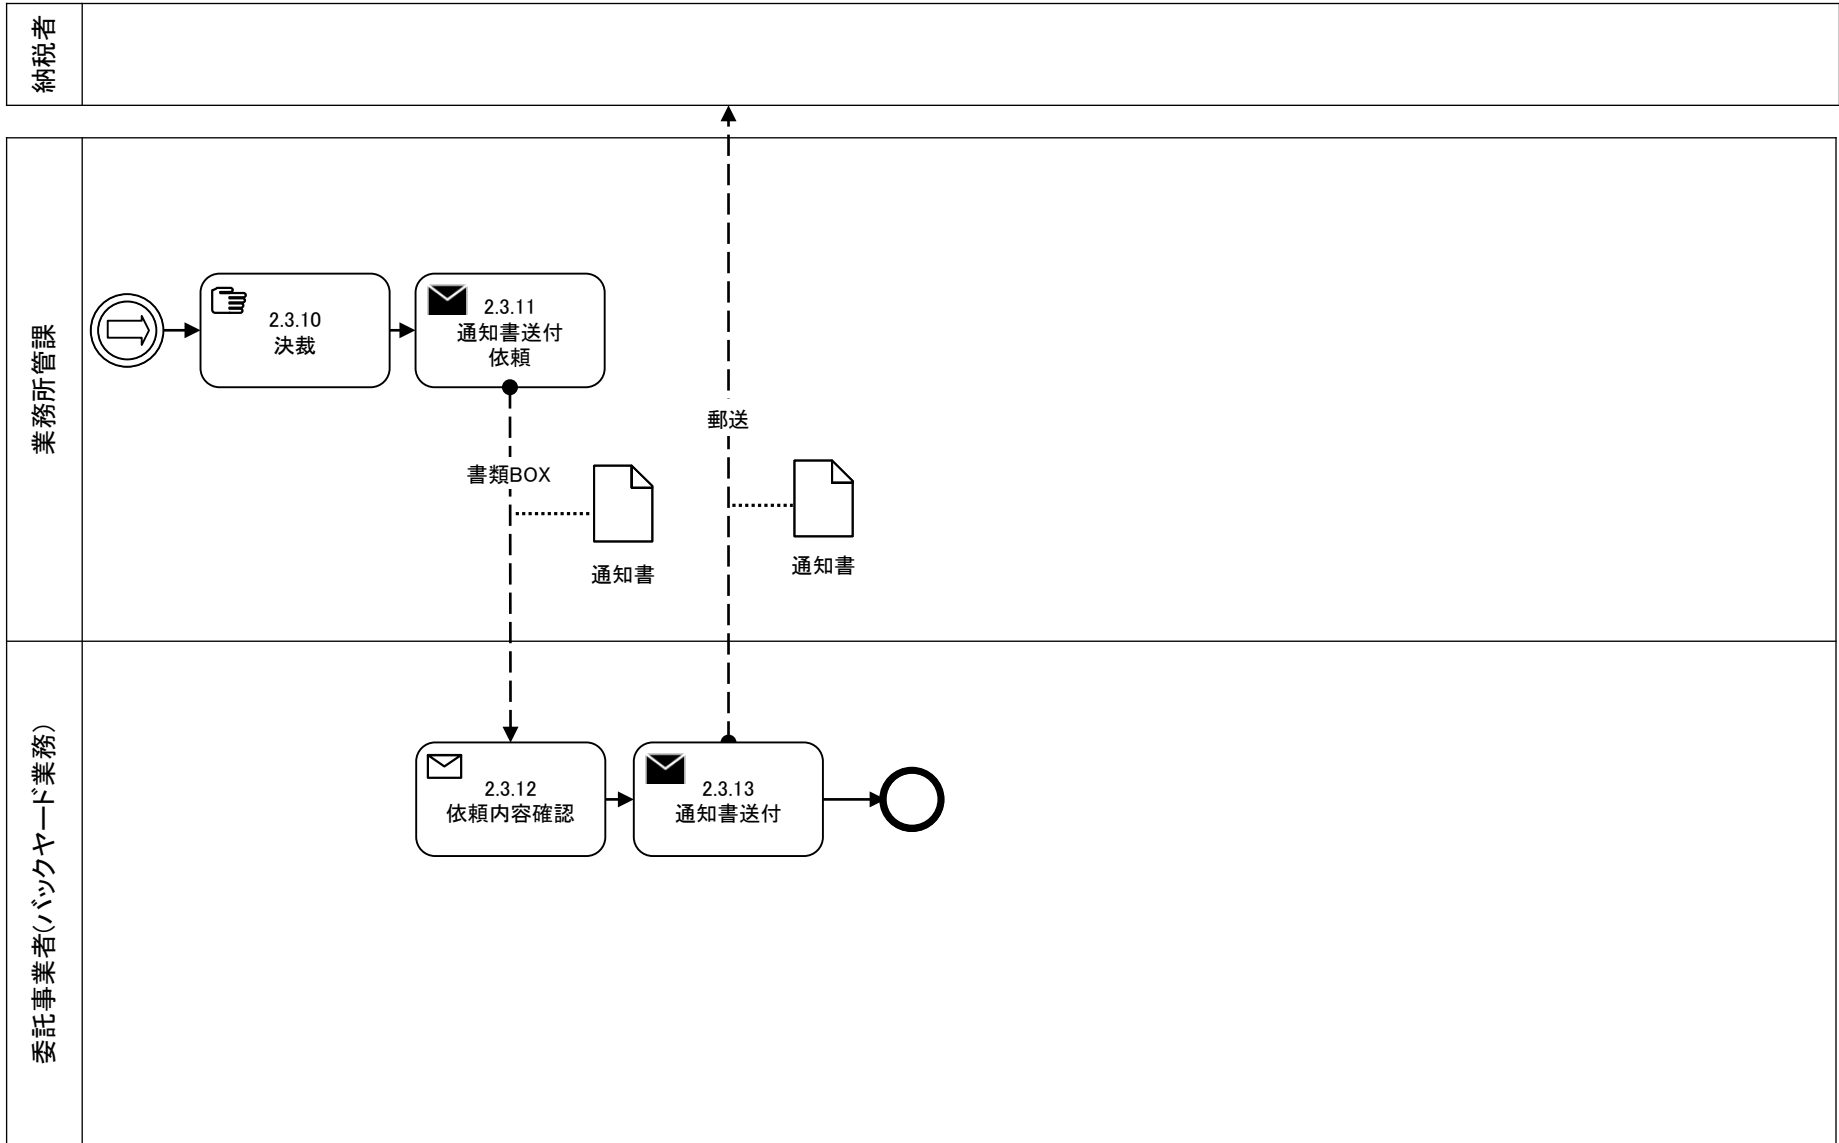 納税者
業務所管課
2.3.10
決裁
2.3.11
通知書送付
依頼
郵送
書類BOX
通知書
通知書
委託事業者(バックヤード業務)
2.3.12
依頼内容確認
2.3.13
通知書送付